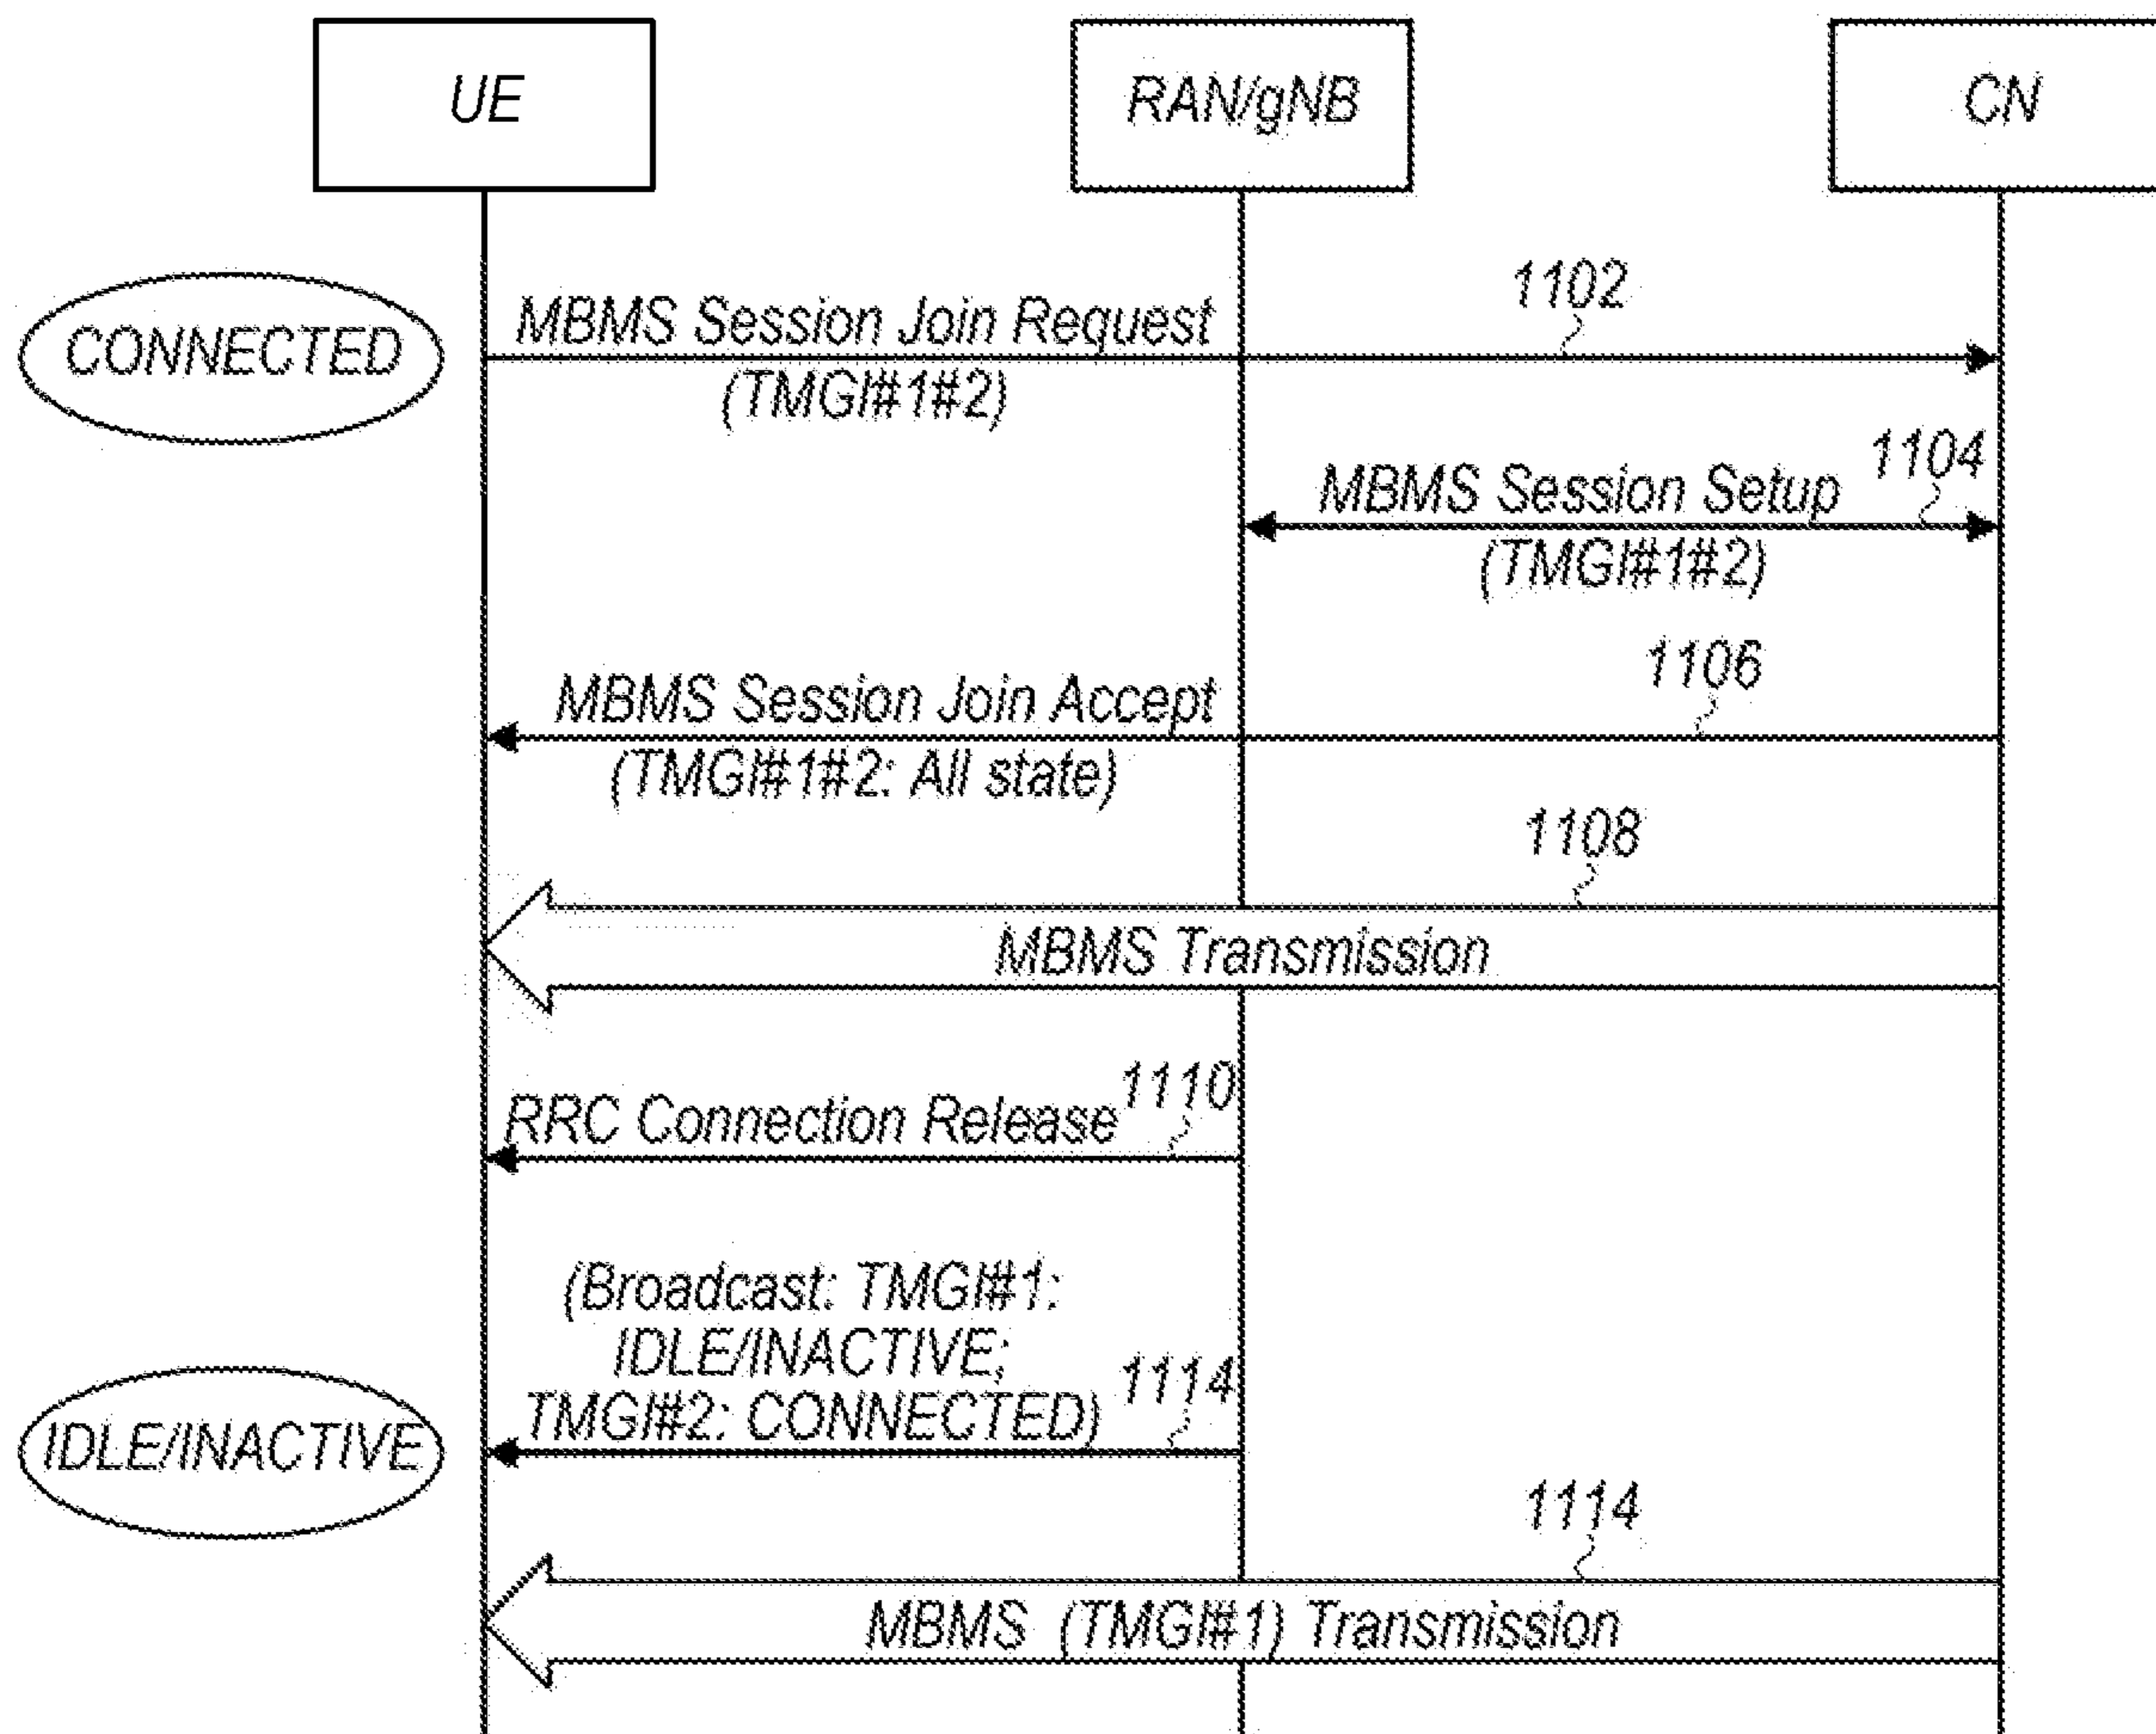 UE
RAN/gNB
CN
CONNECTED
1102
MBMS Session Join Request
(TMGI#1#2)
1104
MBMS Session Setup
(TMGI#1#2)
1106
MBMS Session Join Accept
(TMGI#1#2: All state)
1108
MBMS Transmission
1110
RRC Connection Release
(Broadcast: TMGI#1:
IDLE/INACTIVE;
TMGI#2: CONNECTED)
1114
IDLE/INACTIVE
1114
MBMS (TMGI#1) Transmission